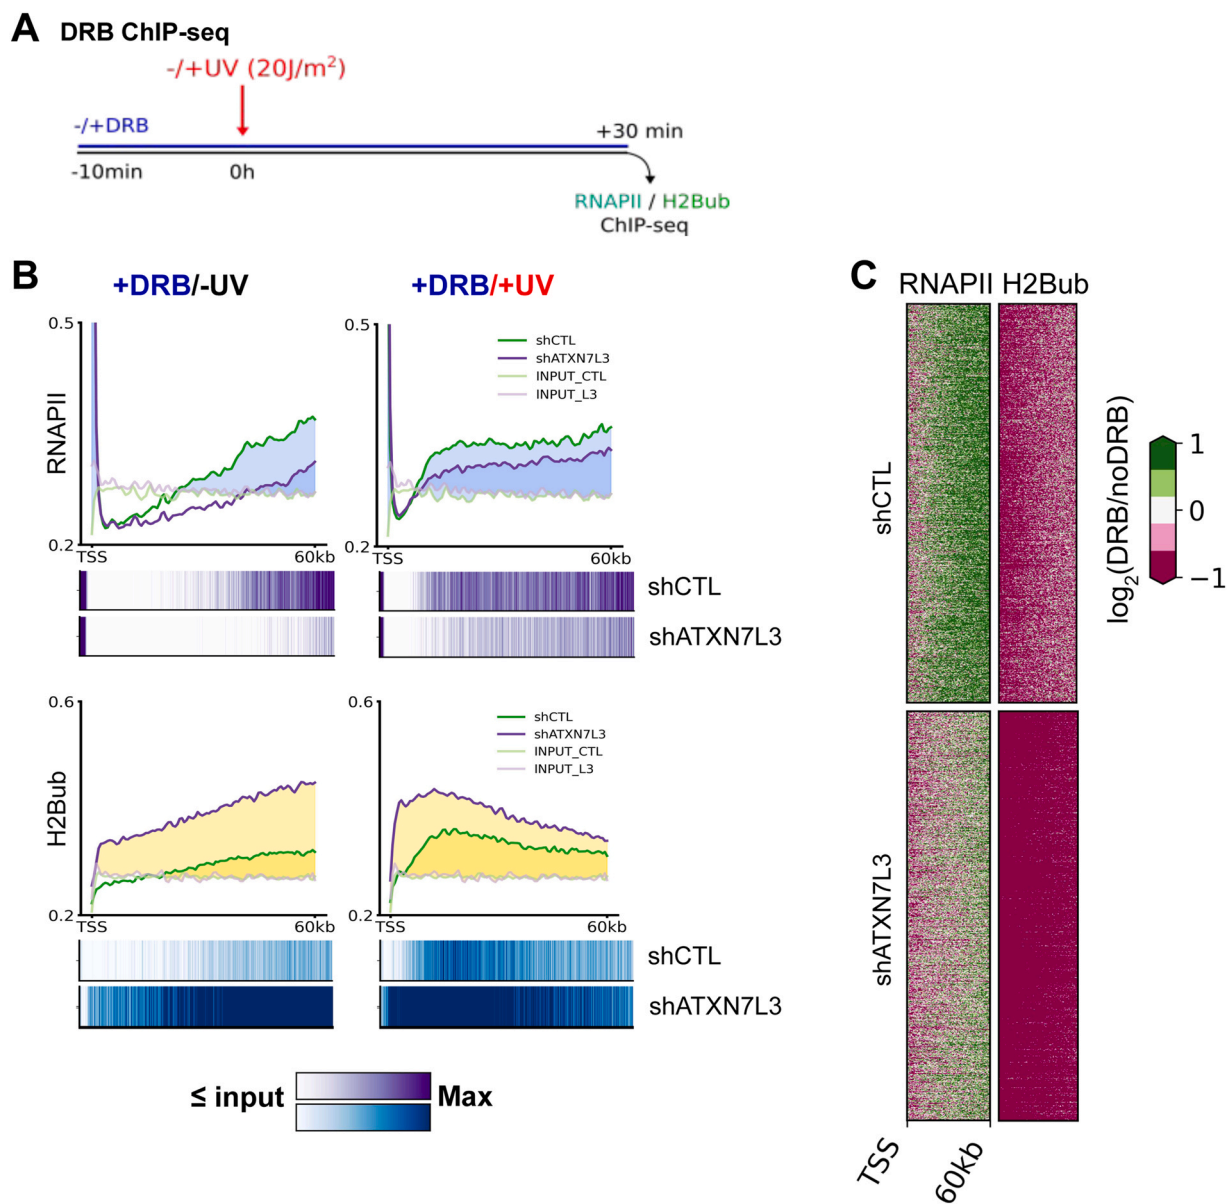 A DRB ChIP-seq
-/+UV (20J/m²)
-/+DRB
+30 min
-10min
0h
RNAPII / H2Bub
ChIP-seq
B
+DRB/-UV
+DRB/+UV
RNAPII
0.5
0.2
TSS
60kb
0.5
0.2
TSS
60kb
shCTL
shATXN7L3
INPUT_CTL
INPUT_L3
shCTL
shATXN7L3
H2Bub
0.6
0.2
TSS
60kb
0.6
0.2
TSS
60kb
shCTL
shATXN7L3
INPUT_CTL
INPUT_L3
shCTL
shATXN7L3
≤ input
Max
C
RNAPII H2Bub
shCTL
shATXN7L3
TSS
60kb
log₂(DRB/noDRB)
1
0
−1